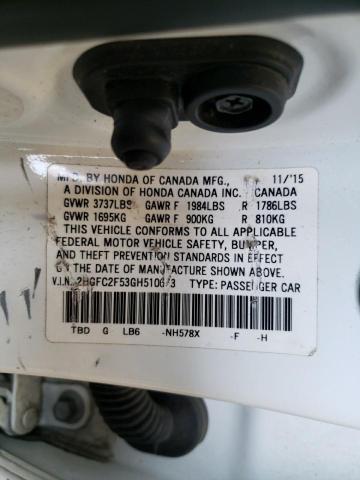 MFD. BY HONDA OF CANADA MFG., 11/'15
A DIVISION OF HONDA CANADA INC. CANADA
GVWR 3737LBS GAWR F 1984LBS R 1786LBS
GVWR 1695KG GAWR F 900KG R 810KG
THIS VEHICLE CONFORMS TO ALL APPLICABLE
FEDERAL MOTOR VEHICLE SAFETY, BUMPER,
AND THEFT PREVENTION STANDARDS IN EFFECT
ON THE DATE OF MANUFACTURE SHOWN ABOVE.
V.I.N. TYPE: PASSENGER CAR
TBD G LB6 -NH578X -F -H